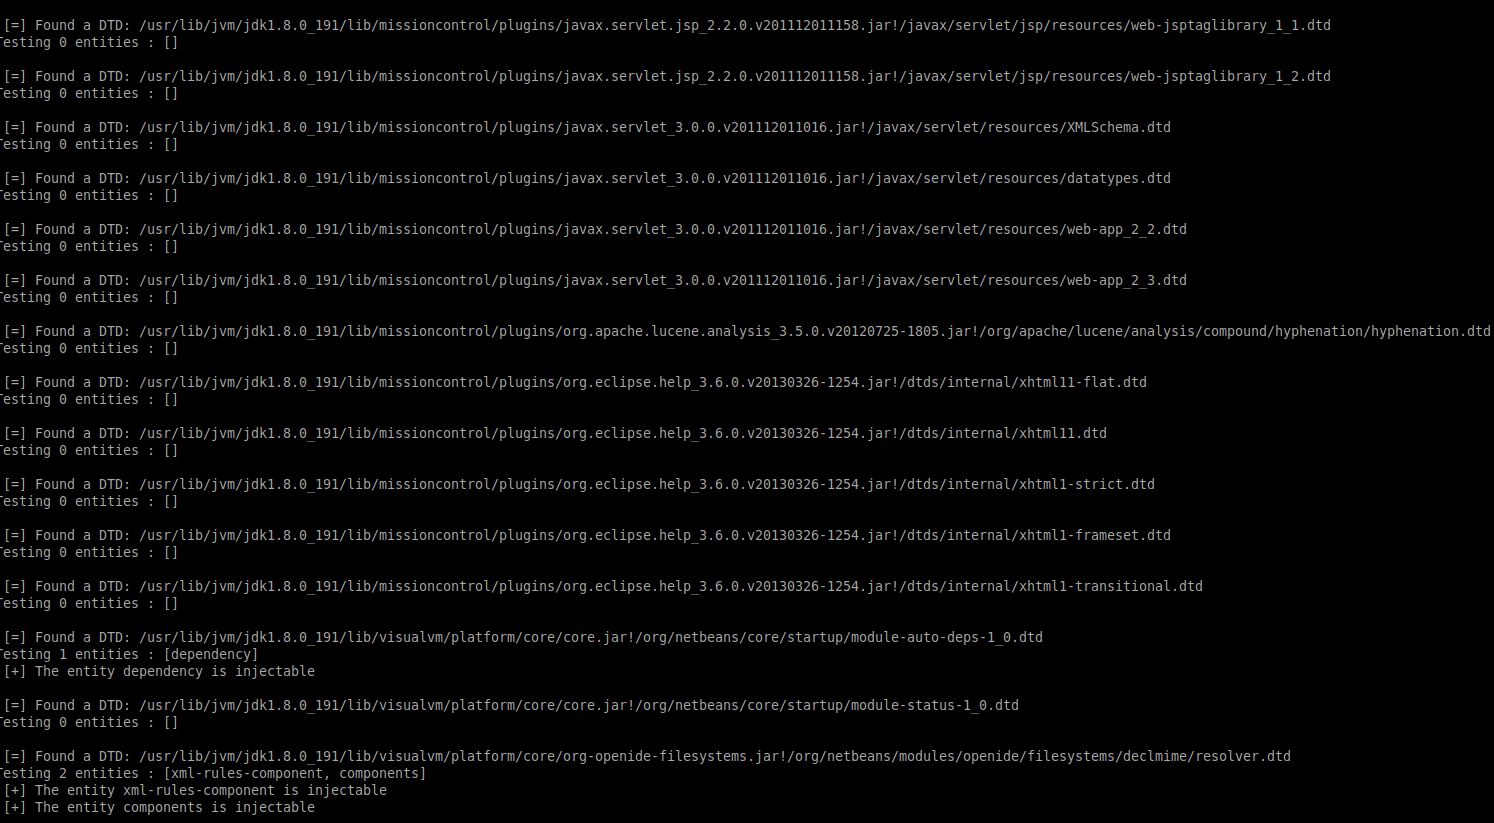 [=] Found a DTD: /usr/lib/jvm/jdk1.8.0_191/lib/missioncontrol/plugins/javax.servlet.jsp_2.2.0.v201112011158.jar!/javax/servlet/jsp/resources/web-jsptaglibrary_1_1.dtd
Testing 0 entities : []
[=] Found a DTD: /usr/lib/jvm/jdk1.8.0_191/lib/missioncontrol/plugins/javax.servlet.jsp_2.2.0.v201112011158.jar!/javax/servlet/jsp/resources/web-jsptaglibrary_1_2.dtd
Testing 0 entities : []
[=] Found a DTD: /usr/lib/jvm/jdk1.8.0_191/lib/missioncontrol/plugins/javax.servlet_3.0.0.v201112011016.jar!/javax/servlet/resources/XMLSchema.dtd
Testing 0 entities : []
[=] Found a DTD: /usr/lib/jvm/jdk1.8.0_191/lib/missioncontrol/plugins/javax.servlet_3.0.0.v201112011016.jar!/javax/servlet/resources/datatypes.dtd
Testing 0 entities : []
[=] Found a DTD: /usr/lib/jvm/jdk1.8.0_191/lib/missioncontrol/plugins/javax.servlet_3.0.0.v201112011016.jar!/javax/servlet/resources/web-app_2_2.dtd
Testing 0 entities : []
[=] Found a DTD: /usr/lib/jvm/jdk1.8.0_191/lib/missioncontrol/plugins/javax.servlet_3.0.0.v201112011016.jar!/javax/servlet/resources/web-app_2_3.dtd
Testing 0 entities : []
[=] Found a DTD: /usr/lib/jvm/jdk1.8.0_191/lib/missioncontrol/plugins/org.apache.lucene.analysis_3.5.0.v20120725-1805.jar!/org/apache/lucene/analysis/compound/hyphenation/hyphenation.dtd
Testing 0 entities : []
[=] Found a DTD: /usr/lib/jvm/jdk1.8.0_191/lib/missioncontrol/plugins/org.eclipse.help_3.6.0.v20130326-1254.jar!/dtds/internal/xhtml11-flat.dtd
Testing 0 entities : []
[=] Found a DTD: /usr/lib/jvm/jdk1.8.0_191/lib/missioncontrol/plugins/org.eclipse.help_3.6.0.v20130326-1254.jar!/dtds/internal/xhtml11.dtd
Testing 0 entities : []
[=] Found a DTD: /usr/lib/jvm/jdk1.8.0_191/lib/missioncontrol/plugins/org.eclipse.help_3.6.0.v20130326-1254.jar!/dtds/internal/xhtml1-strict.dtd
Testing 0 entities : []
[=] Found a DTD: /usr/lib/jvm/jdk1.8.0_191/lib/missioncontrol/plugins/org.eclipse.help_3.6.0.v20130326-1254.jar!/dtds/internal/xhtml1-frameset.dtd
Testing 0 entities : []
[=] Found a DTD: /usr/lib/jvm/jdk1.8.0_191/lib/missioncontrol/plugins/org.eclipse.help_3.6.0.v20130326-1254.jar!/dtds/internal/xhtml1-transitional.dtd
Testing 0 entities : []
[=] Found a DTD: /usr/lib/jvm/jdk1.8.0_191/lib/visualvm/platform/core/core.jar!/org/netbeans/core/startup/module-auto-deps-1_0.dtd
Testing 1 entities : [dependency]
[+] The entity dependency is injectable
[=] Found a DTD: /usr/lib/jvm/jdk1.8.0_191/lib/visualvm/platform/core/core.jar!/org/netbeans/core/startup/module-status-1_0.dtd
Testing 0 entities : []
[=] Found a DTD: /usr/lib/jvm/jdk1.8.0_191/lib/visualvm/platform/core/org-openide-filesystems.jar!/org/netbeans/modules/openide/filesystems/declmime/resolver.dtd
Testing 2 entities : [xml-rules-component, components]
[+] The entity xml-rules-component is injectable
[+] The entity components is injectable